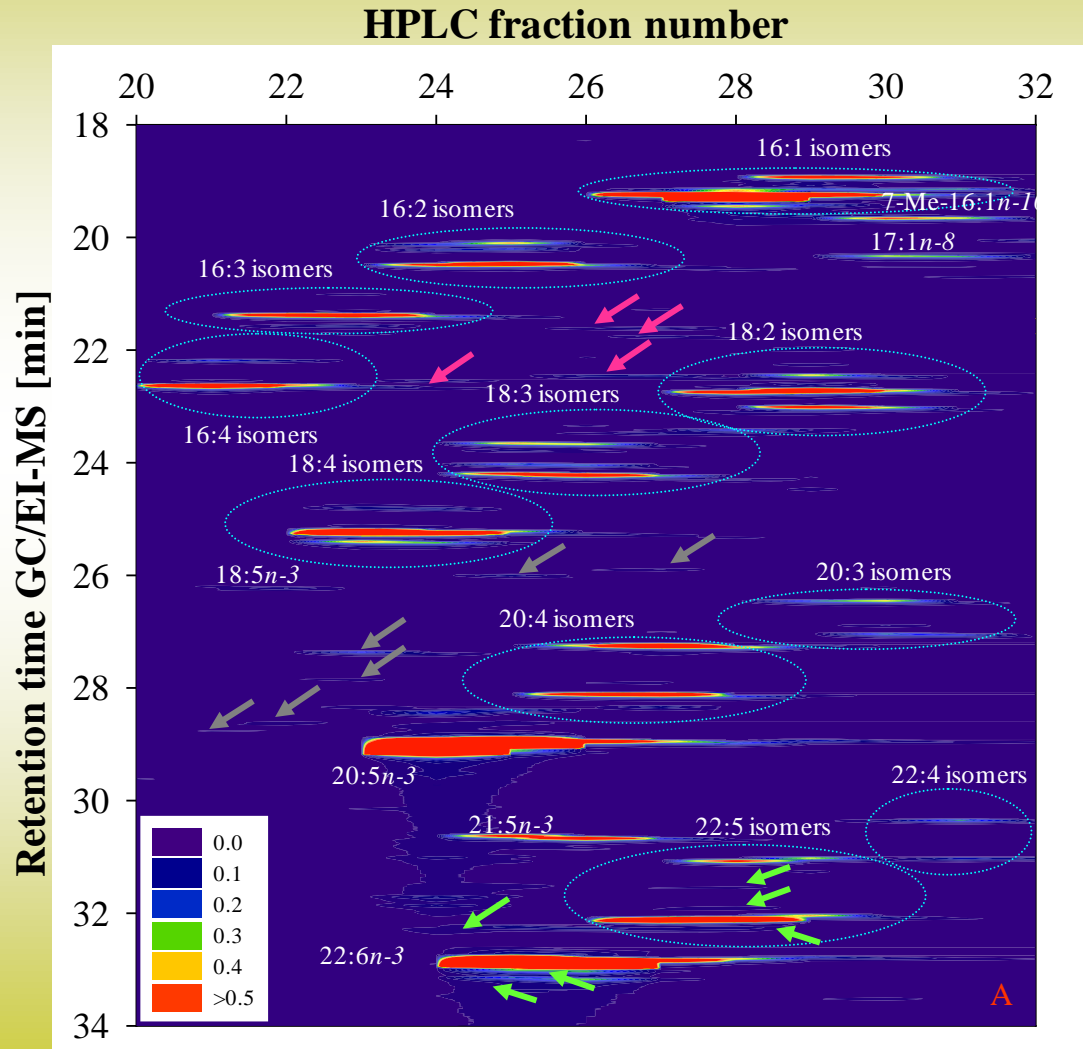 HPLC fraction number
20 22 24 26 28 30 32
Retention time GC/EI-MS [min]
18
20
22
24
26
28
30
32
34
16:1 isomers
7-Me-16:1n-10
16:2 isomers
17:1n-8
16:3 isomers
18:2 isomers
18:3 isomers
16:4 isomers
18:4 isomers
18:5n-3
20:3 isomers
20:4 isomers
20:5n-3
22:4 isomers
21:5n-3
22:5 isomers
22:6n-3
0.0
0.1
0.2
0.3
0.4
>0.5
A